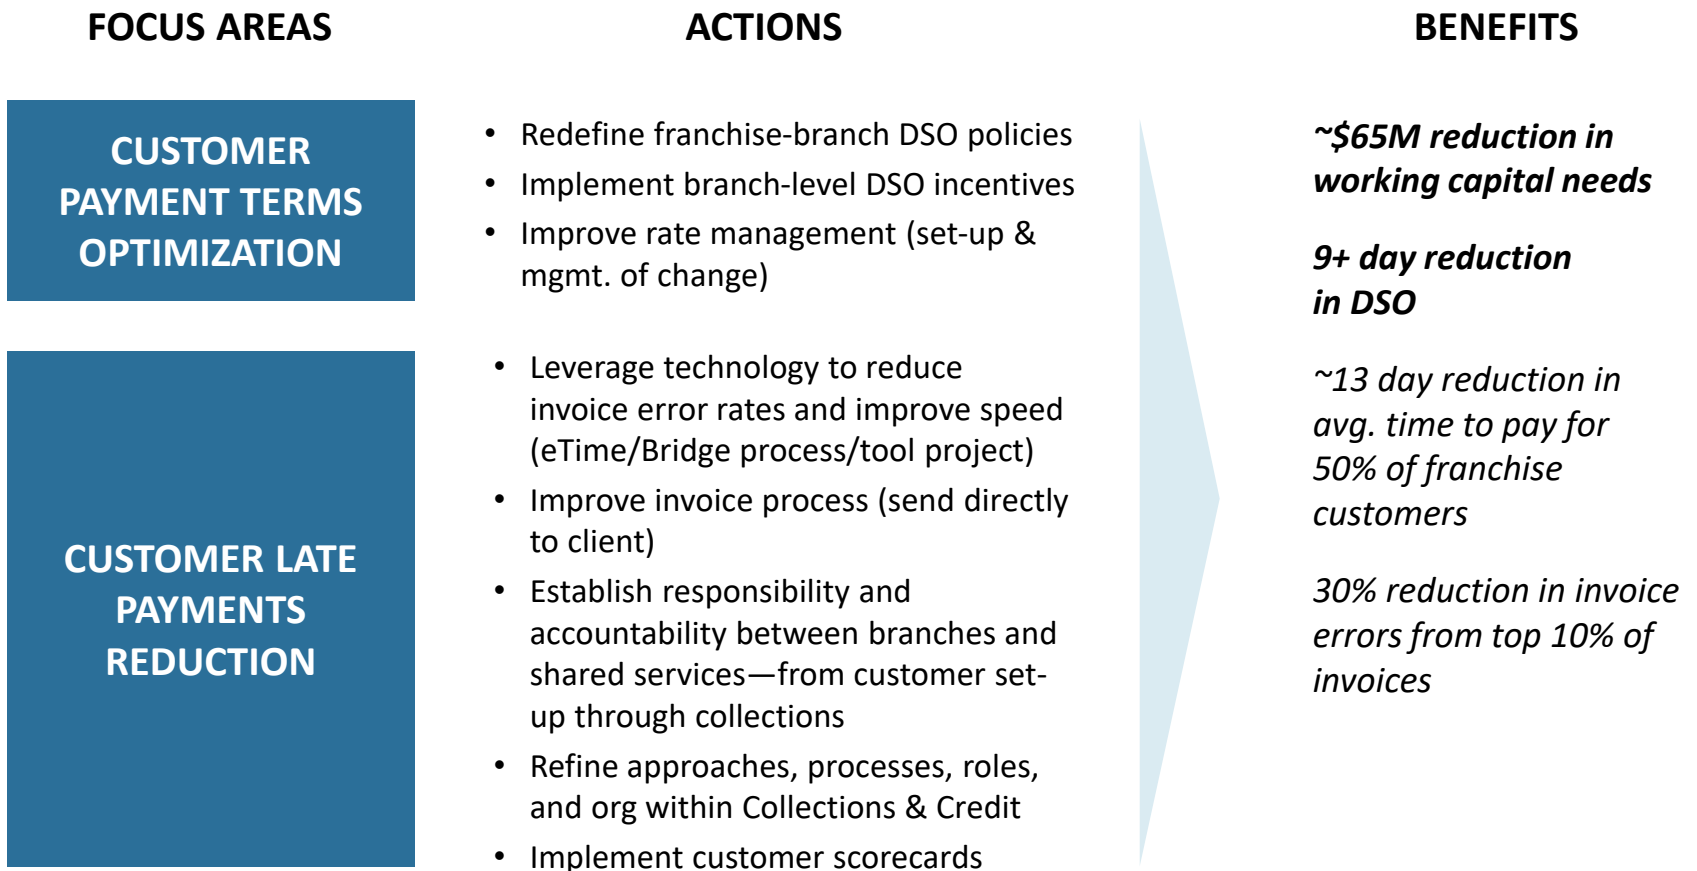 FOCUS AREAS
ACTIONS
BENEFITS
CUSTOMER
PAYMENT TERMS
OPTIMIZATION
• Redefine franchise-branch DSO policies
• Implement branch-level DSO incentives
• Improve rate management (set-up &
mgmt. of change)
CUSTOMER LATE
PAYMENTS
REDUCTION
• Leverage technology to reduce
invoice error rates and improve speed
(eTime/Bridge process/tool project)
• Improve invoice process (send directly
to client)
• Establish responsibility and
accountability between branches and
shared services—from customer set-
up through collections
• Refine approaches, processes, roles,
and org within Collections & Credit
• Implement customer scorecards
~$65M reduction in
working capital needs
9+ day reduction
in DSO
~13 day reduction in
avg. time to pay for
50% of franchise
customers
30% reduction in invoice
errors from top 10% of
invoices